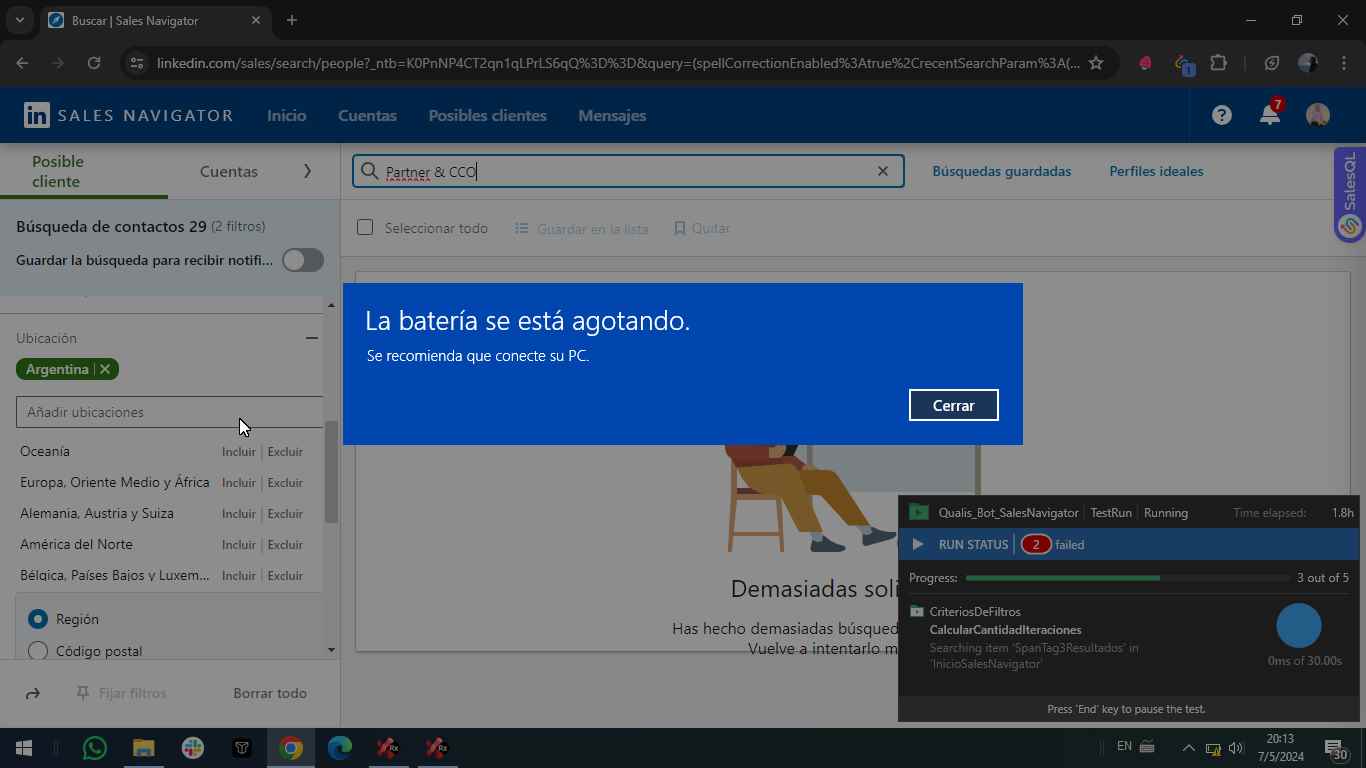 Buscar | Sales Navigator
linkedin.com/sales/search/people?_ntb=K0PnNP4CT2qn1qLPrLS6qQ%3D%3D&query=(spellCorrectionEnabled%3Atrue%2CrecentSearchParam%3A(...
1
in SALES NAVIGATOR
Inicio
Cuentas
Posibles clientes
Mensajes
7
Posible
cliente
Cuentas
Partner & CCO
Búsquedas guardadas
Perfiles ideales
SalesQL
Búsqueda de contactos 29 (2 filtros)
Seleccionar todo
Guardar en la lista
Quitar
Guardar la búsqueda para recibir notifi...
La batería se está agotando.
Se recomienda que conecte su PC.
Cerrar
Ubicación
Argentina
Añadir ubicaciones
Oceanía Incluir | Excluir
Europa, Oriente Medio y África Incluir | Excluir
Alemania, Austria y Suiza Incluir | Excluir
América del Norte Incluir | Excluir
Bélgica, Países Bajos y Luxem... Incluir | Excluir
Región
Código postal
Fijar filtros
Borrar todo
Demasiadas
Has hecho demasiadas
Vuelve a intentarlo
Qualis_Bot_SalesNavigator | TestRun | Running
Time elapsed: 1.8h
RUN STATUS | 2 failed
Progress: 3 out of 5
CriteriosDeFiltros
CalcularCantidadIteraciones
Searching item 'SpanTag3Resultados' in
'InicioSalesNavigator'
0ms of 30.00s
Press 'End' key to pause the test.
Rx
Rx
EN
20:13
7/5/2024
30